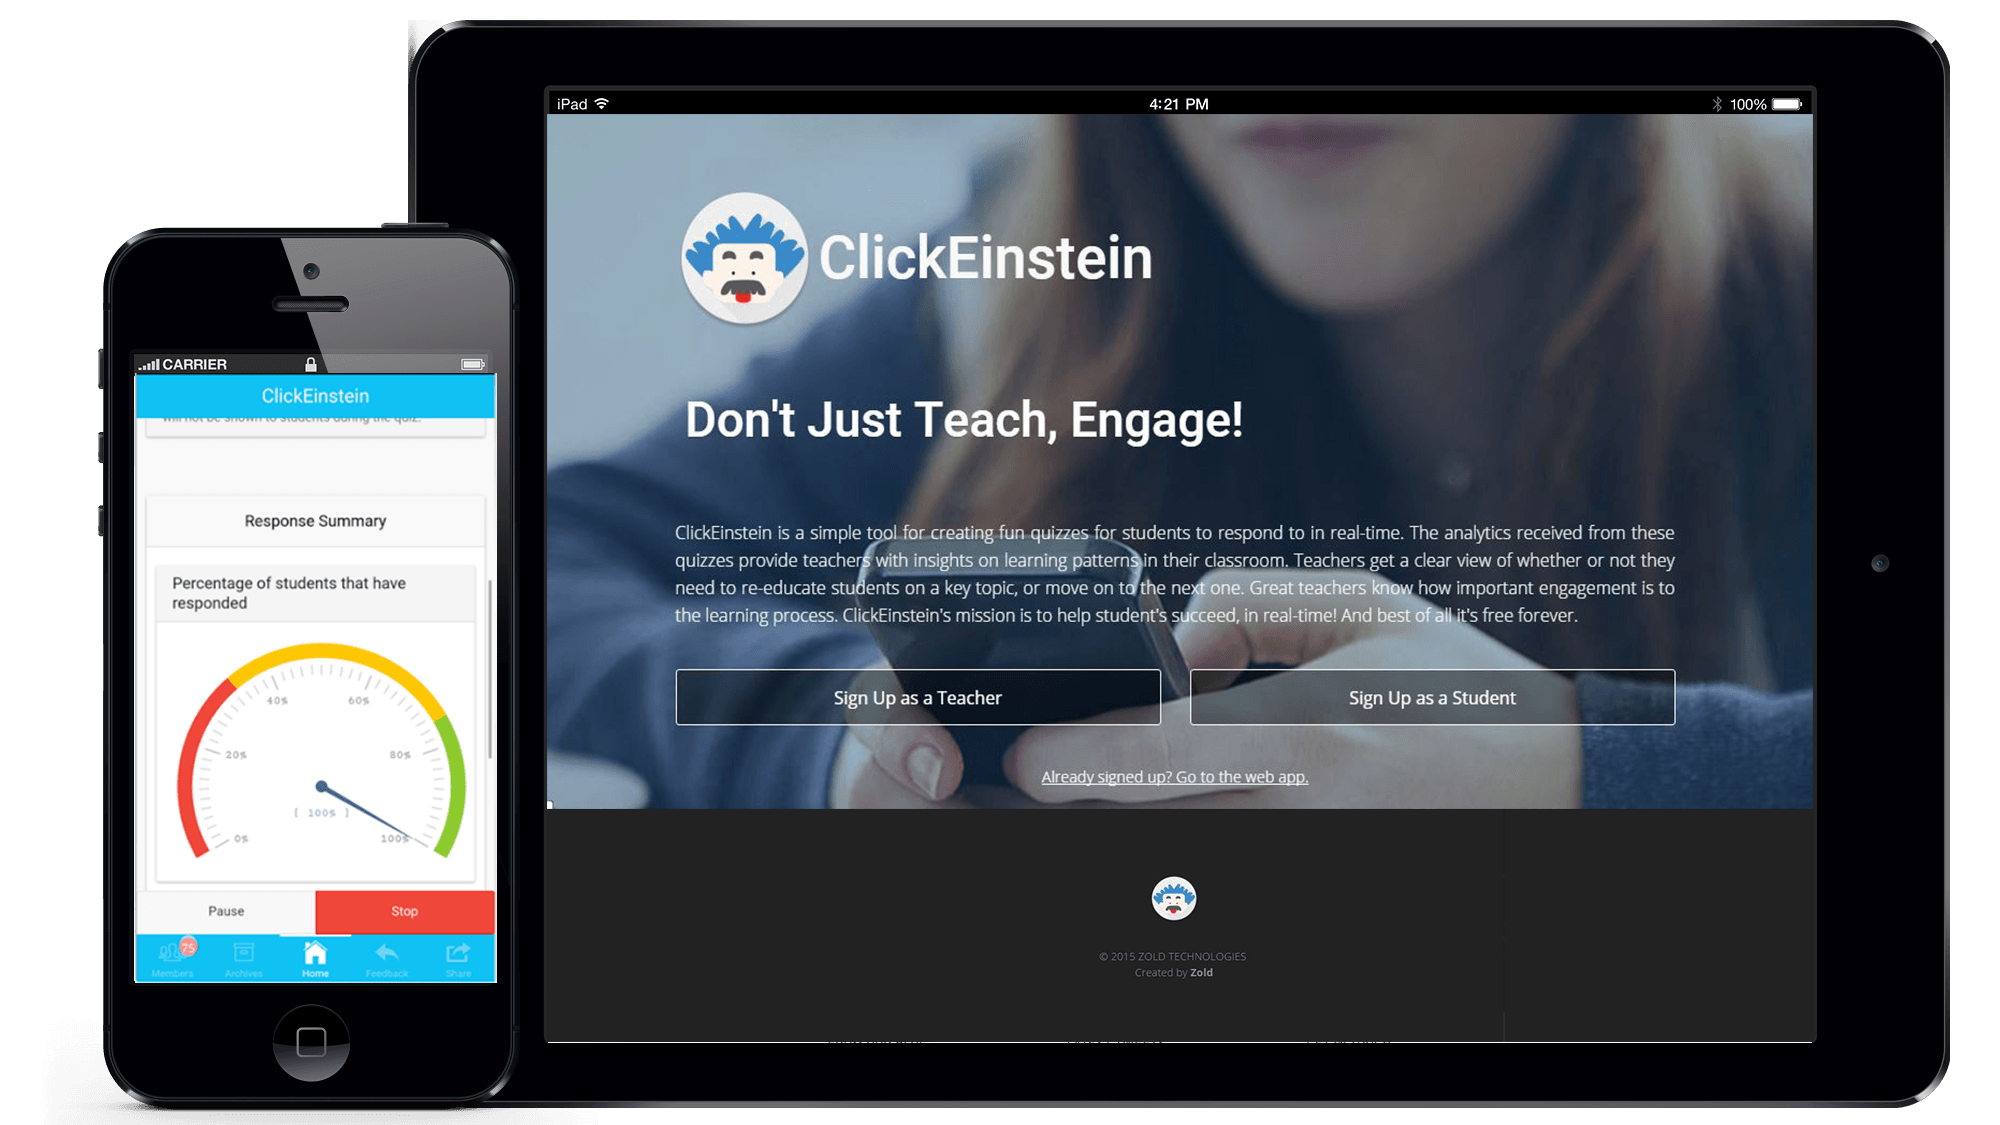 CARRIER
ClickEinstein
will not be shown to students during the quiz.
Response Summary
Percentage of students that have
responded
40%
60%
20%
80%
[ 100% ]
0%
100%
Pause
Stop
75
Members
Archives
Home
Feedback
Share
iPad
4:21 PM
100%
ClickEinstein
Don't Just Teach, Engage!
ClickEinstein is a simple tool for creating fun quizzes for students to respond to in real-time. The analytics received from these
quizzes provide teachers with insights on learning patterns in their classroom. Teachers get a clear view of whether or not they
need to re-educate students on a key topic, or move on to the next one. Great teachers know how important engagement is to
the learning process. ClickEinstein's mission is to help student's succeed, in real-time! And best of all it's free forever.
Sign Up as a Teacher
Sign Up as a Student
Already signed up? Go to the web app.
© 2015 ZOLD TECHNOLOGIES
Created by Zold